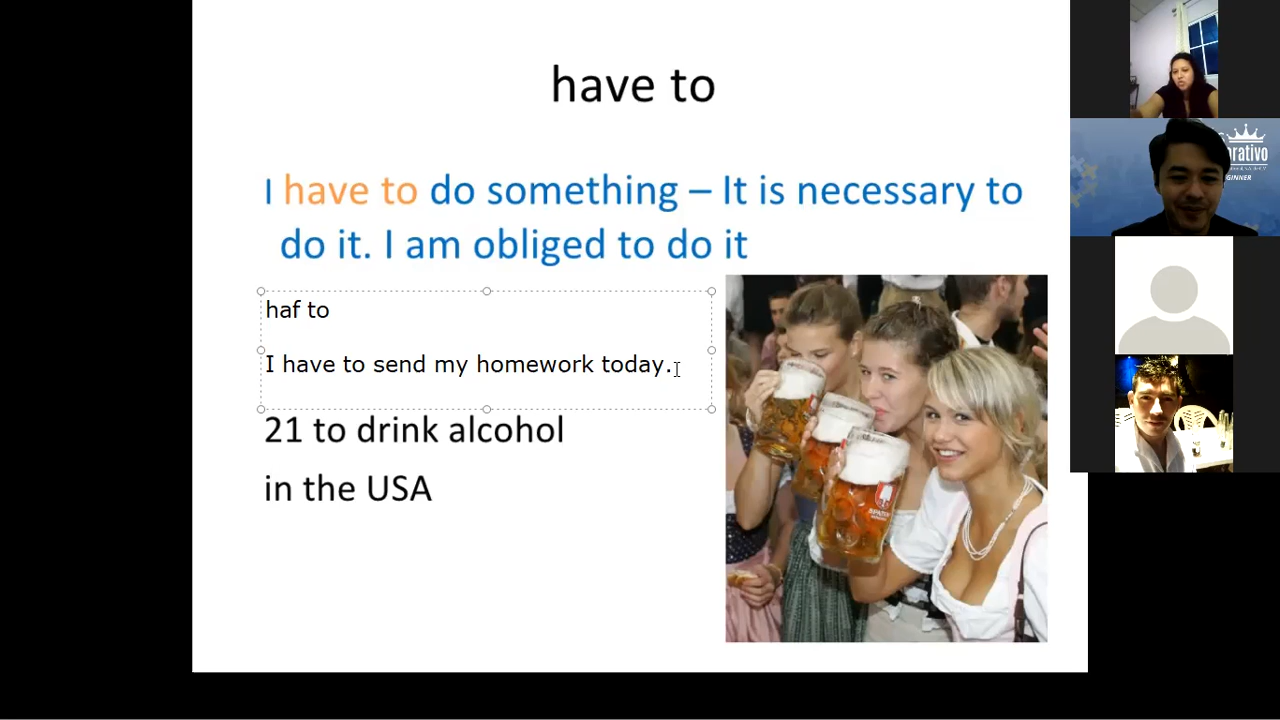 have to
I have to do something – It is necessary to
do it. I am obliged to do it
haf to
I have to send my homework today.
21 to drink alcohol
in the USA